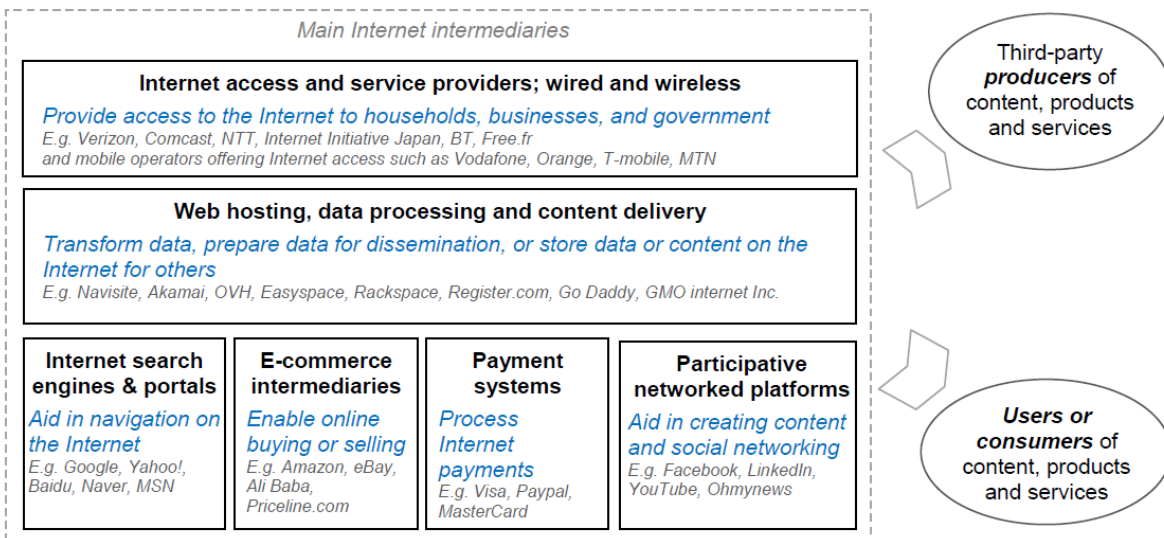 Main Internet intermediaries
Internet access and service providers; wired and wireless
Provide access to the Internet to households, businesses, and government
E.g. Verizon, Comcast, NTT, Internet Initiative Japan, BT, Free.fr
and mobile operators offering Internet access such as Vodafone, Orange, T-mobile, MTN
Web hosting, data processing and content delivery
Transform data, prepare data for dissemination, or store data or content on the
Internet for others
E.g. Navisite, Akamai, OVH, Easyspace, Rackspace, Register.com, Go Daddy, GMO internet Inc.
Internet search
engines & portals
Aid in navigation on
the Internet
E.g. Google, Yahoo!,
Baidu, Naver, MSN
E-commerce
intermediaries
Enable online
buying or selling
E.g. Amazon, eBay,
Ali Baba,
Priceline.com
Payment
systems
Process
Internet
payments
E.g. Visa, Paypal,
MasterCard
Participative
networked platforms
Aid in creating content
and social networking
E.g. Facebook, LinkedIn,
YouTube, Ohmynews
Third-party
producers of
content, products
and services
Users or
consumers of
content, products
and services